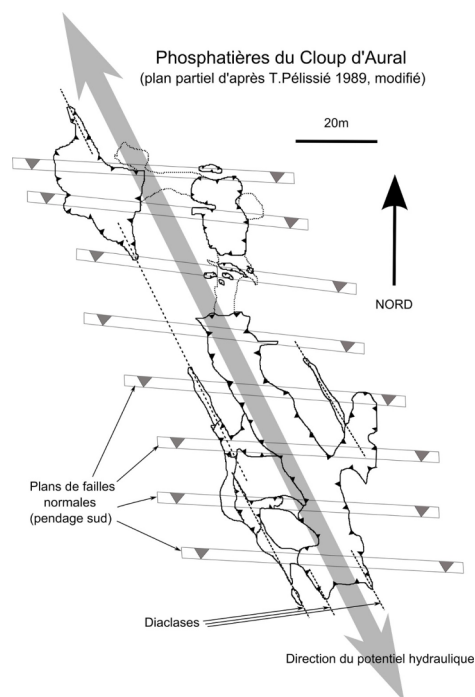 Phosphatières du Cloup d'Aural
(plan partiel d'après T.Pélissié 1989, modifié)
20m
NORD
Plans de failles
normales
(pendage sud)
Diaclases
Direction du potentiel hydraulique